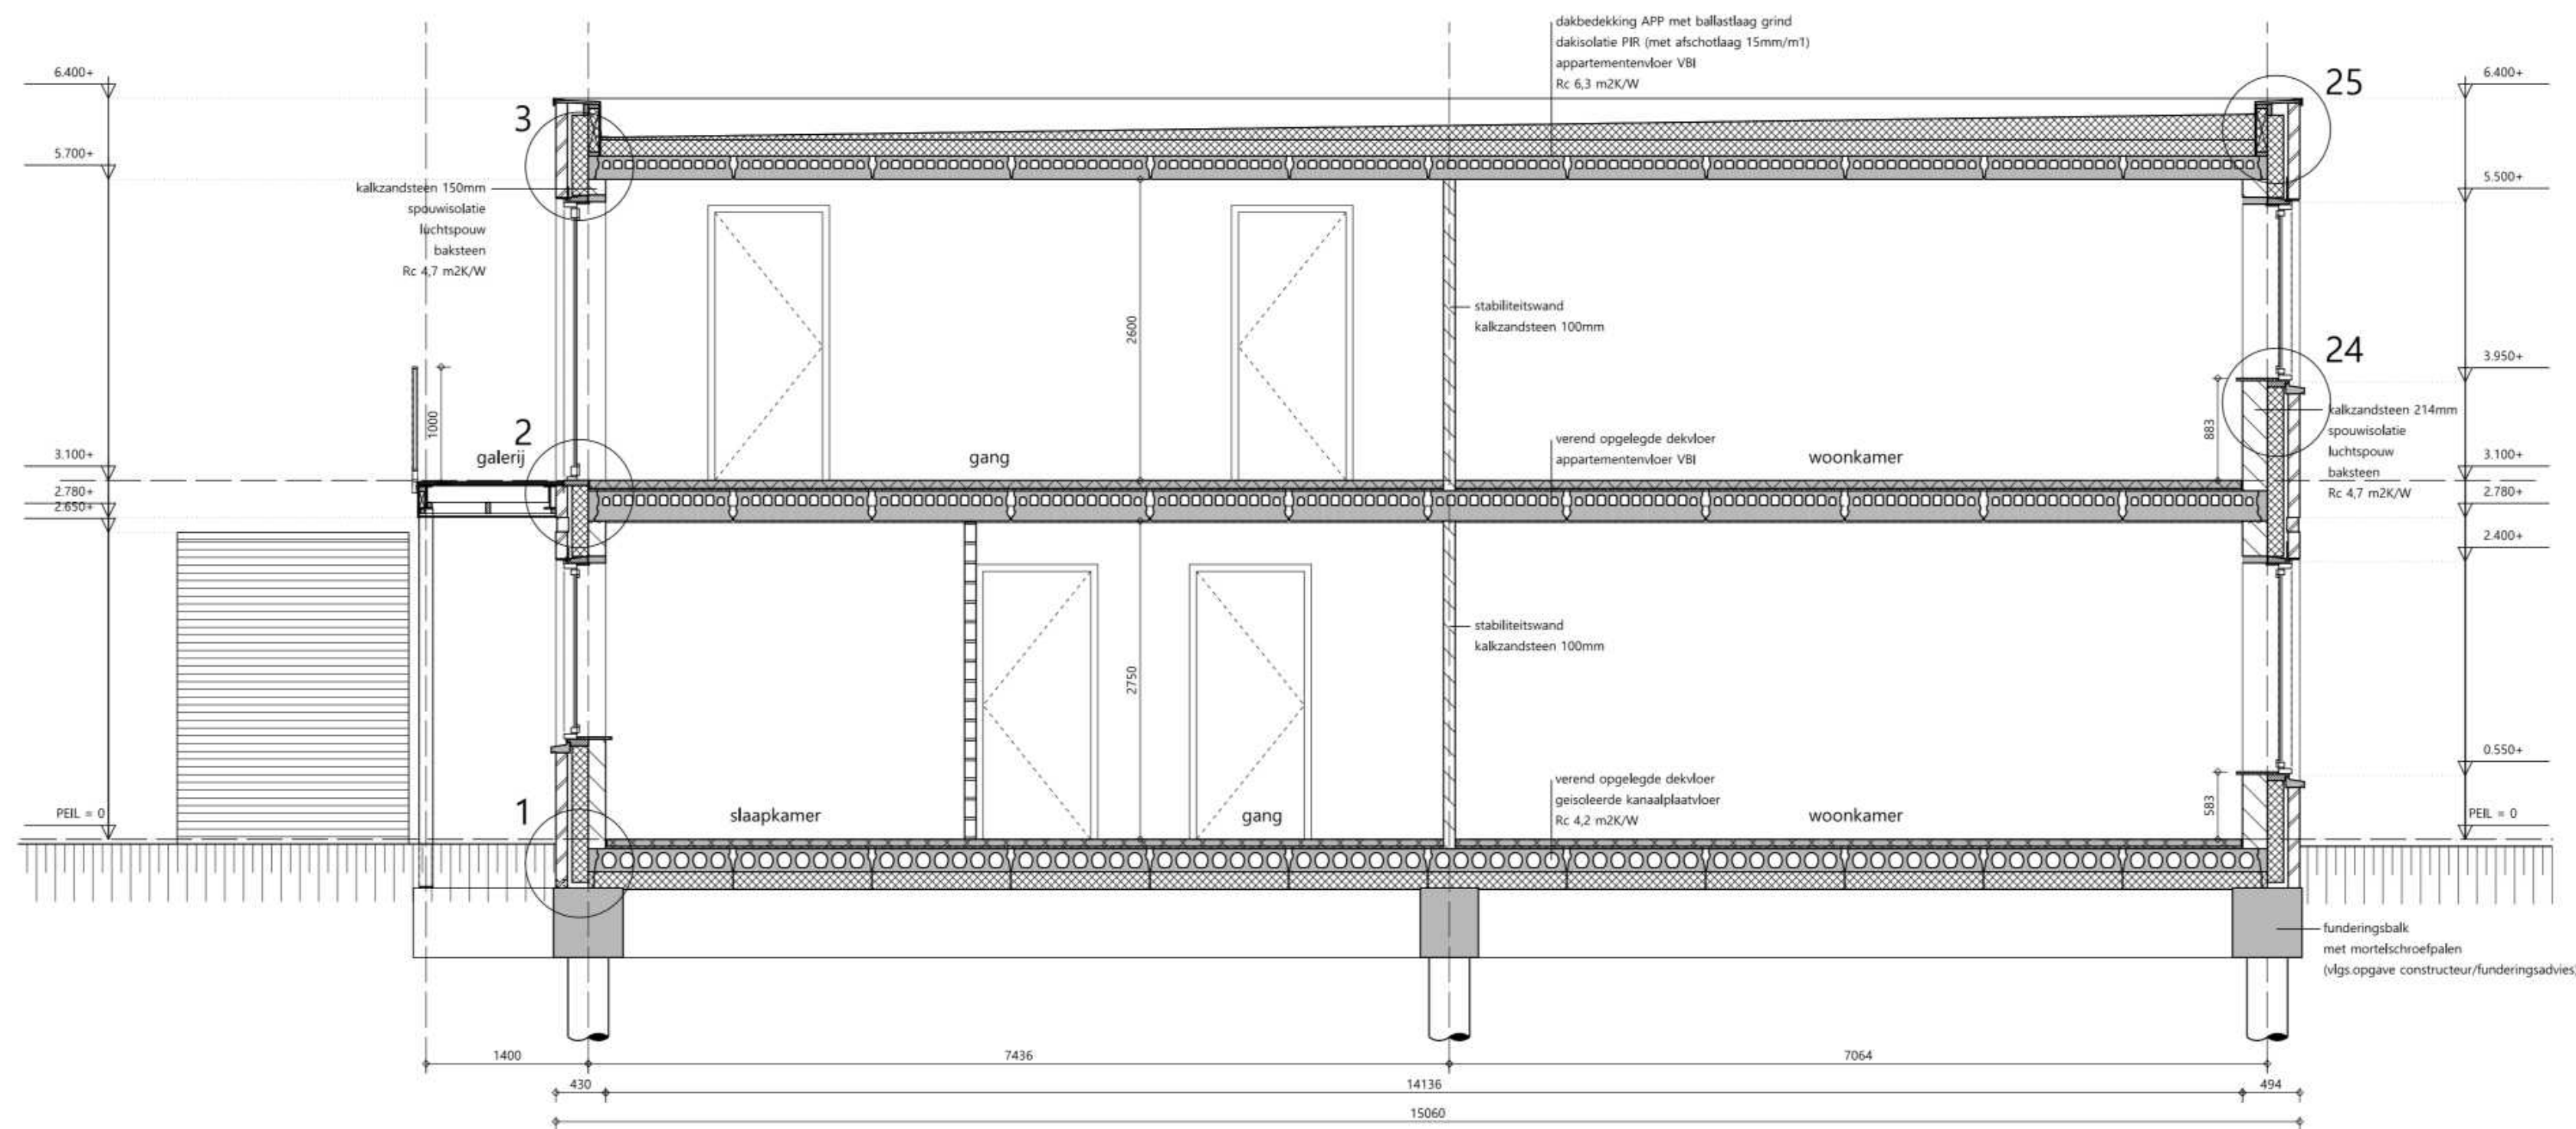 dakbedekking APP met ballastlaag grind
dakisolatie PIR (met afschotlaag 15mm/m1)
appartementenvloer VBI
Rc 6,3 m2K/W
6.400+
5.700+
3.100+
2.780+
2.650+
PEIL = 0
3
kalkzandsteen 150mm
spouwisolatie
luchtspouw
baksteen
Rc 4,7 m2K/W
1000
2
galerij
gang
2600
stabiliteitswand
kalkzandsteen 100mm
verend opgelegde dekvloer
appartementenvloer VBI
woonkamer
883
25
24
kalkzandsteen 214mm
spouwisolatie
luchtspouw
baksteen
Rc 4,7 m2K/W
6.400+
5.500+
3.950+
3.100+
2.780+
2.400+
0.550+
PEIL = 0
1
slaapkamer
2750
gang
stabiliteitswand
kalkzandsteen 100mm
verend opgelegde dekvloer
geisoleerde kanaalplaatvloer
Rc 4,2 m2K/W
woonkamer
583
funderingsbalk
met mortelschroefpalen
(vlgs.opgave constructeur/funderingsadvies)
1400
7436
7064
430
14136
494
15060